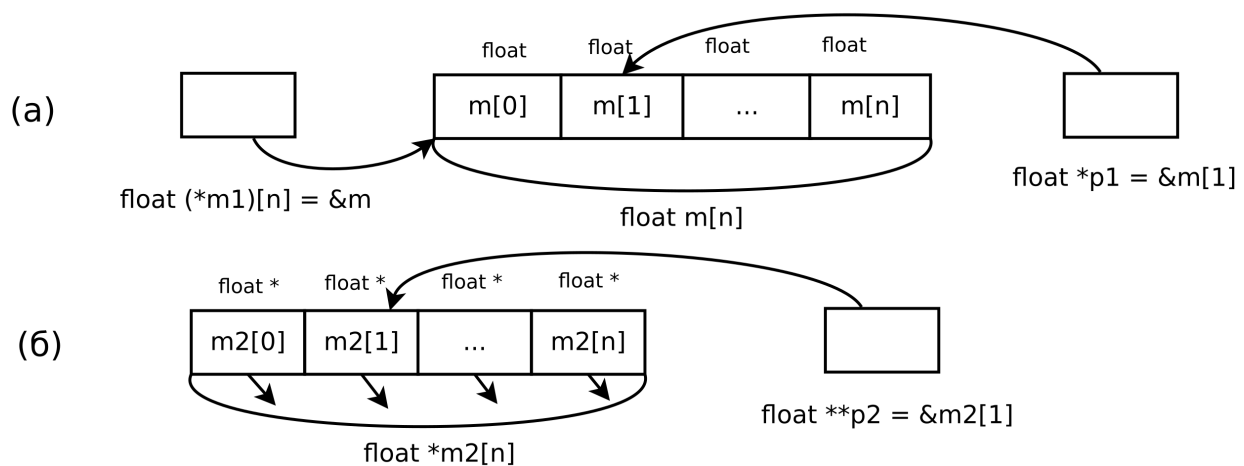 float float float float
(а)
m[0] m[1] ... m[n]
float (*m1)[n] = &m
float *p1 = &m[1]
float m[n]
float * float * float * float *
(б)
m2[0] m2[1] ... m2[n]
float **p2 = &m2[1]
float *m2[n]